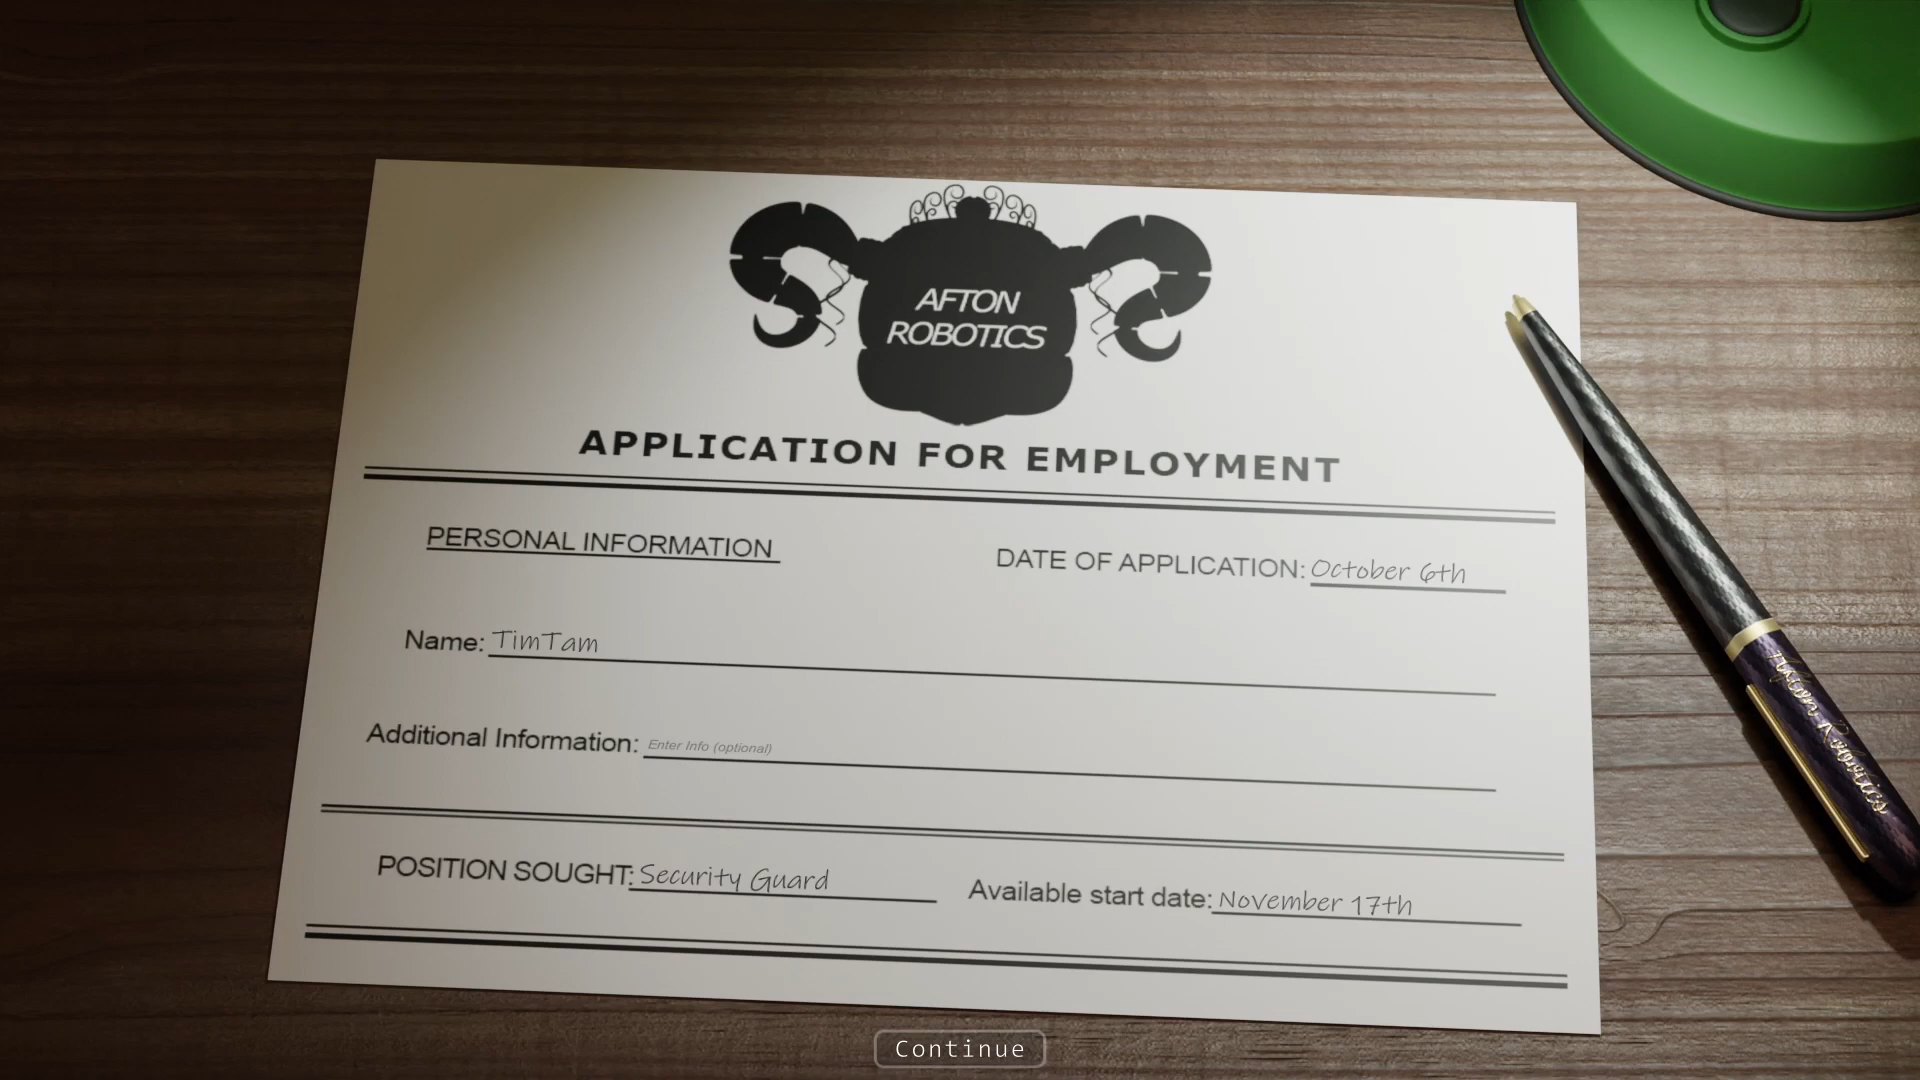 AFTON
ROBOTICS
APPLICATION FOR EMPLOYMENT
PERSONAL INFORMATION
DATE OF APPLICATION: October 6th
Name: TimTam
Additional Information: Enter Info (optional)
POSITION SOUGHT: Security Guard
Available start date: November 17th
Afton Robotics
Continue